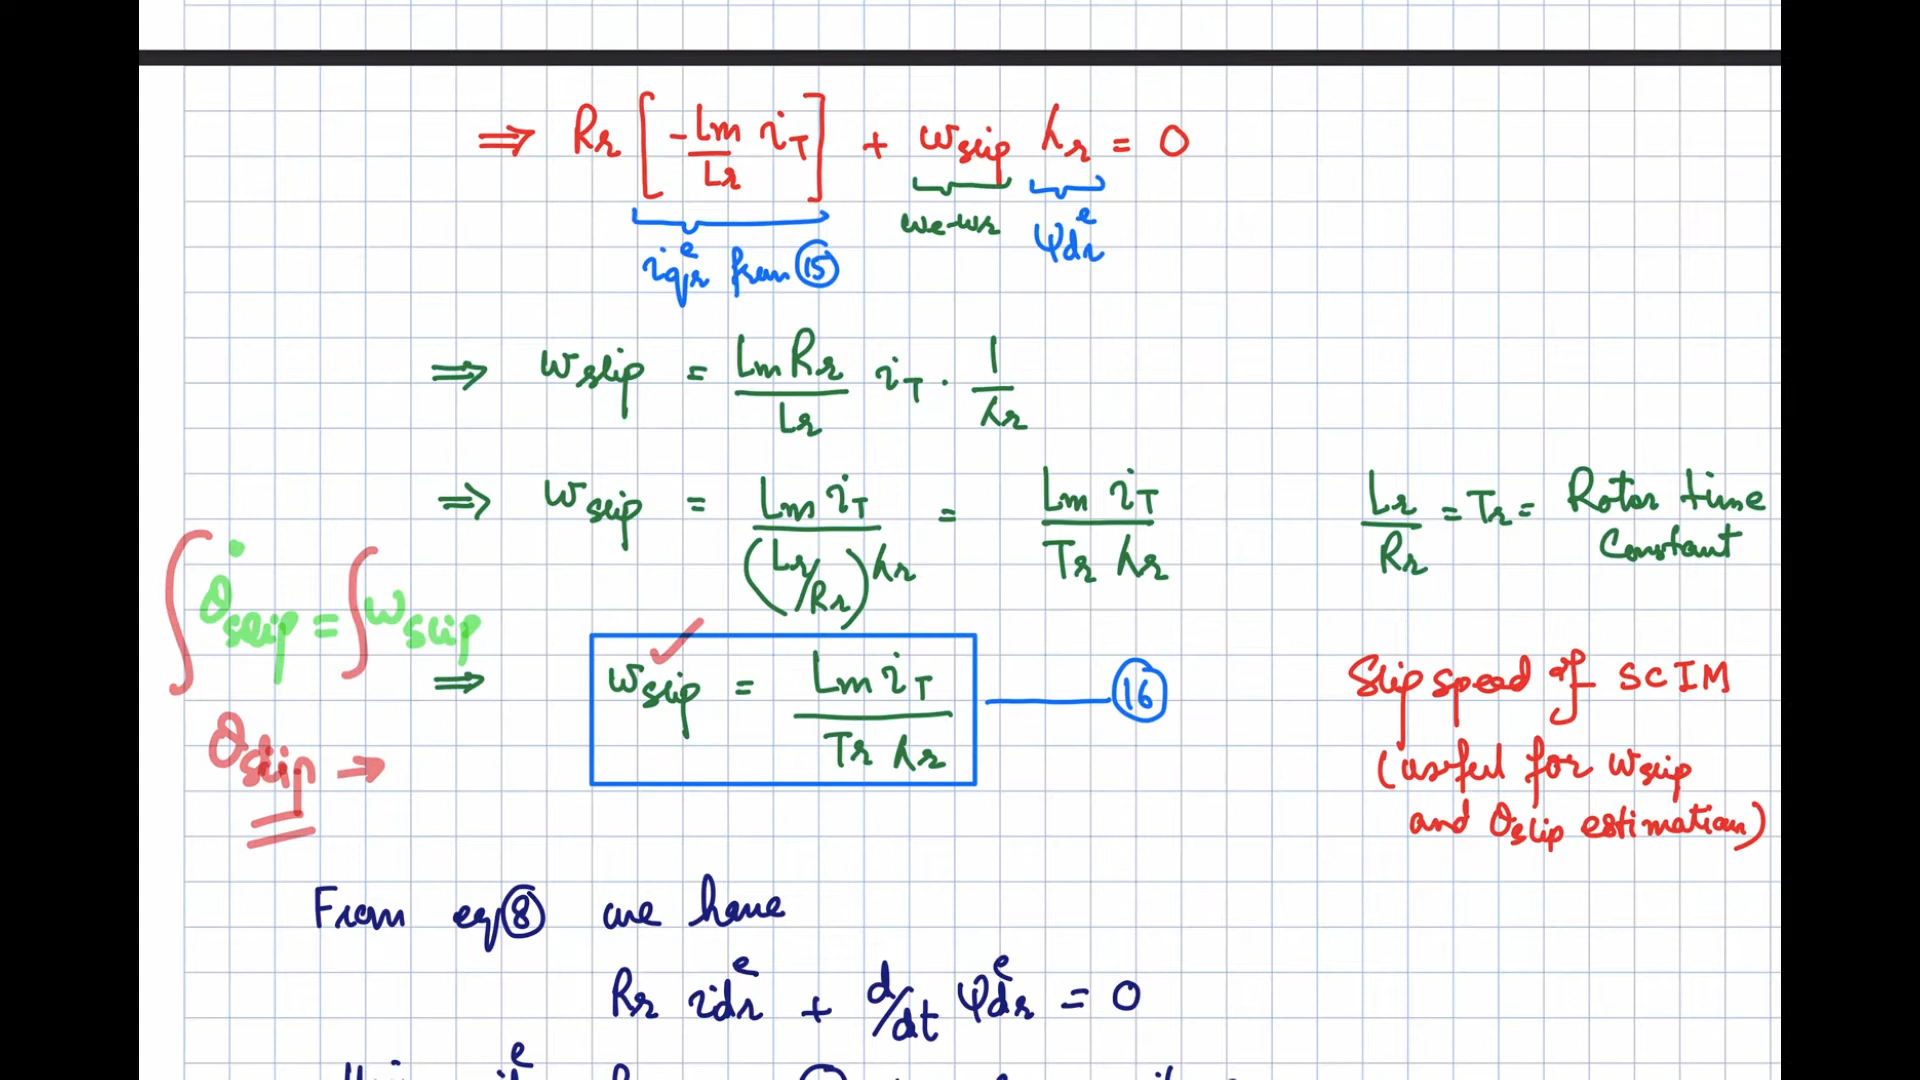 ⇒ Rr [ -Lm/Lr iT ] + ωslip λr = 0
ωe-ωr
ψdr^e
iqr^e from (15)
⇒ ωslip = Lm Rr / Lr iT · 1/λr
⇒ ωslip = Lm iT / (Lr/Rr) λr = Lm iT / Tr λr
Lr/Rr = Tr = Rotor time
Constant
∫ θ̇slip = ∫ ωslip
⇒ ωslip = Lm iT / Tr λr — (16)
Slip speed of SCIM
(useful for ωslip
and θslip estimation)
θslip →
From eq (8) we have
Rr idr^e + d/dt ψdr^e = 0